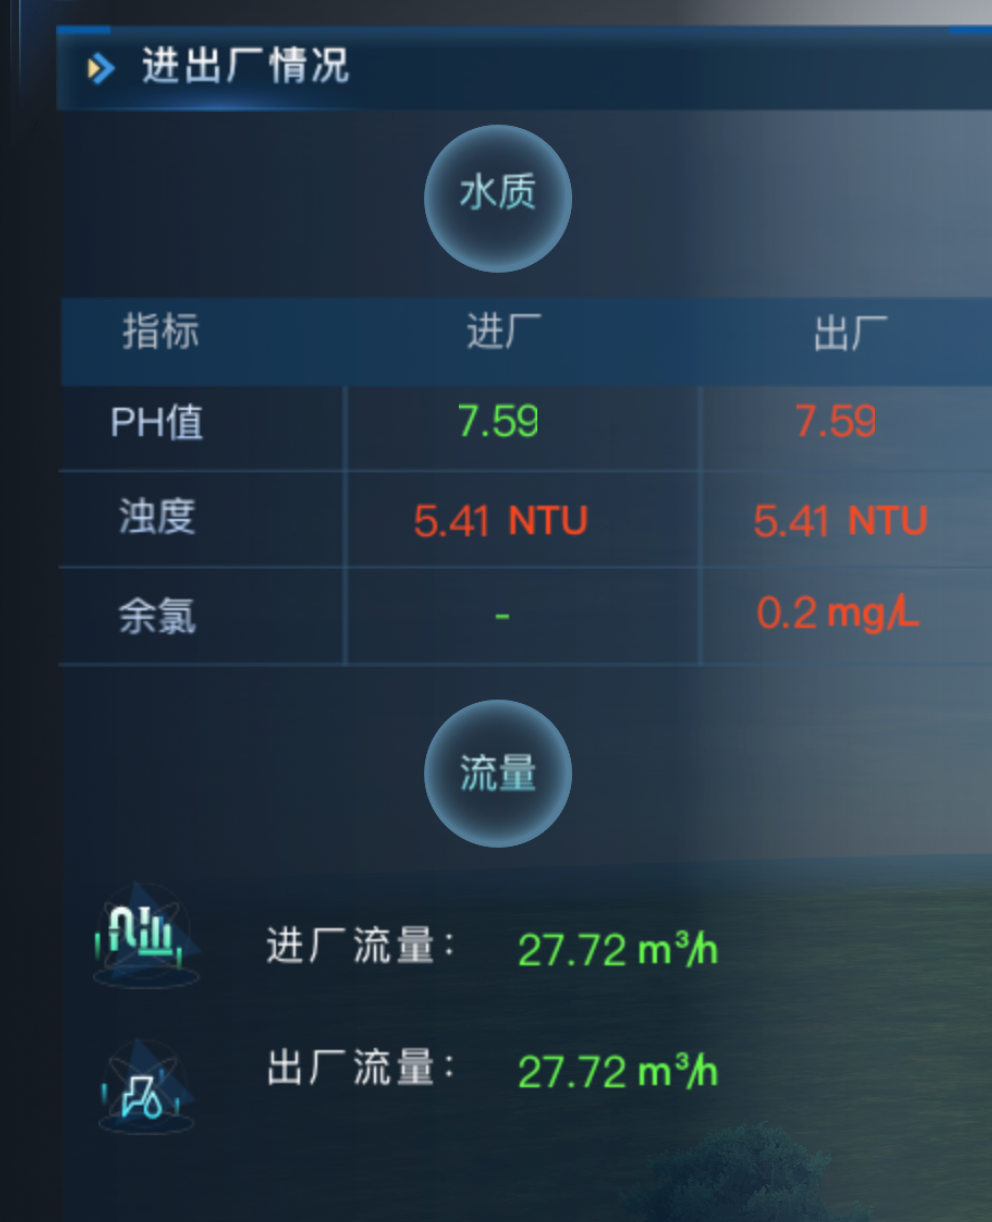 进出厂情况
水质
指标 进厂 出厂
PH值 7.59 7.59
浊度 5.41 NTU 5.41 NTU
余氯 - 0.2 mg/L
流量
进厂流量： 27.72 m³/h
出厂流量： 27.72 m³/h